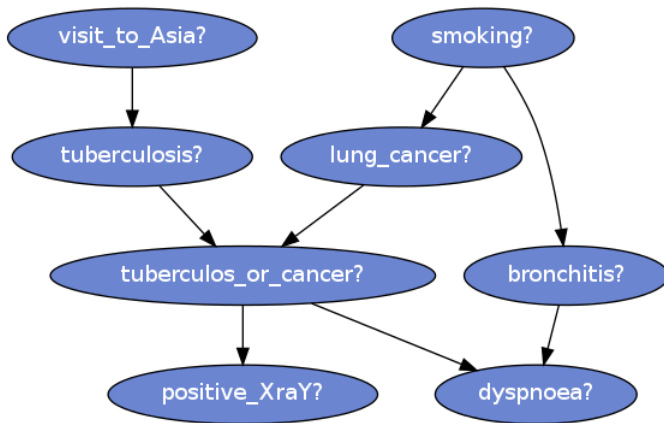 visit_to_Asia?
smoking?
tuberculosis?
lung_cancer?
tuberculos_or_cancer?
bronchitis?
positive_XraY?
dyspnoea?